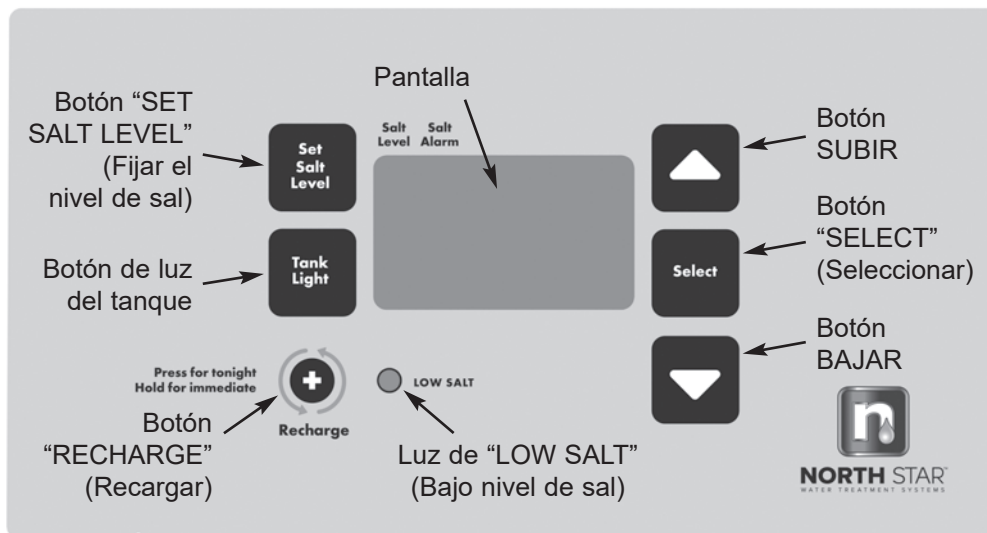 Pantalla
Botón “SET
SALT LEVEL”
(Fijar el
nivel de sal)
Set
Salt
Level
Salt
Level
Salt
Alarm
Botón
SUBIR
Botón de luz
del tanque
Tank
Light
Select
Botón
“SELECT”
(Seleccionar)
Botón
BAJAR
Press for tonight
Hold for immediate
Recharge
Botón
“RECHARGE”
(Recargar)
LOW SALT
Luz de “LOW SALT”
(Bajo nivel de sal)
n
NORTH STAR™
WATER TREATMENT SYSTEMS